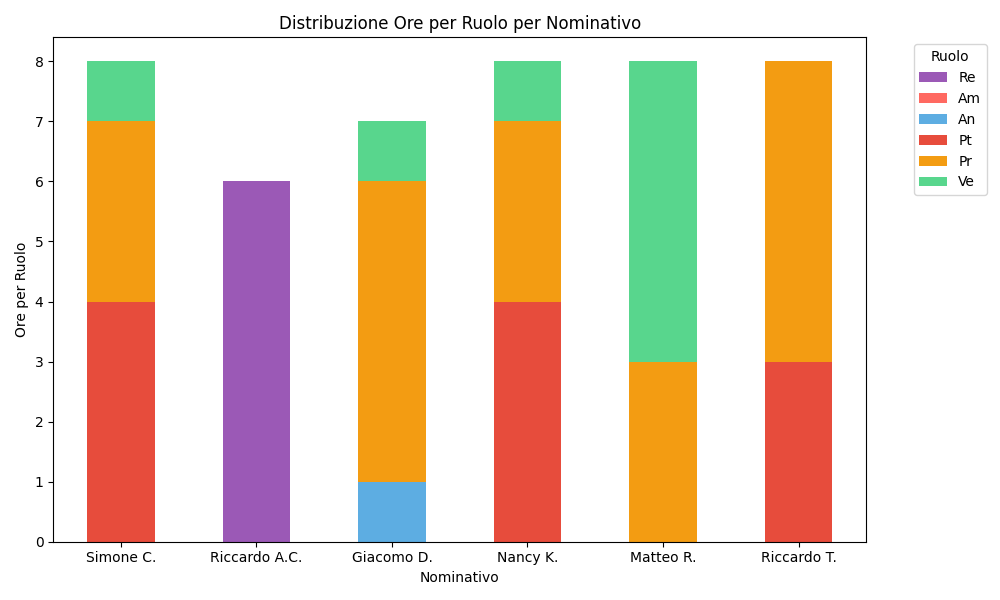 Distribuzione Ore per Ruolo per Nominativo
Ruolo
Re
Am
An
Pt
Pr
Ve
Ore per Ruolo
8
7
6
5
4
3
2
1
0
Simone C.
Riccardo A.C.
Giacomo D.
Nancy K.
Matteo R.
Riccardo T.
Nominativo